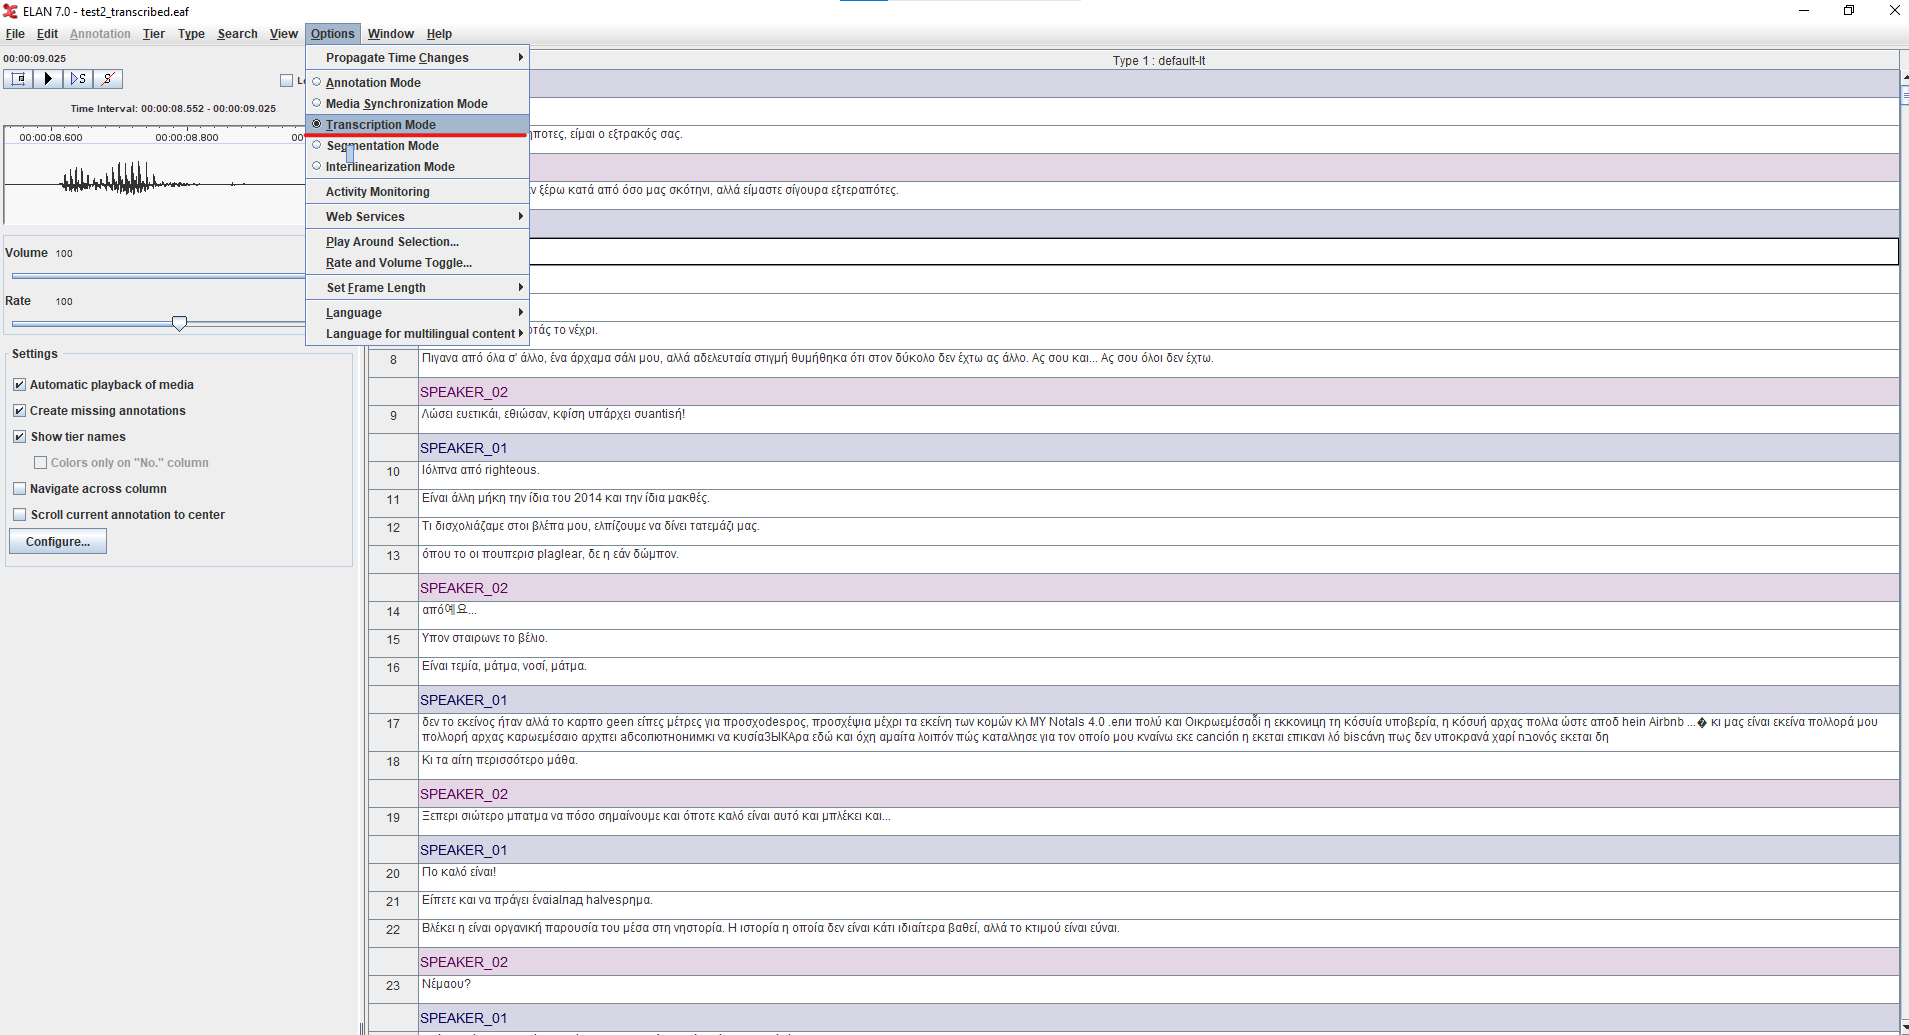 ELAN 7.0 - test2_transcribed.eaf
File Edit Annotation Tier Type Search View Options Window Help
00:00:09.025
S S
Time Interval: 00:00:08.552 - 00:00:09.025
00:00:08.600 00:00:08.800
Volume 100
Rate 100
Settings
Automatic playback of media
Create missing annotations
Show tier names
Colors only on "No." column
Navigate across column
Scroll current annotation to center
Configure...
Propagate Time Changes
Annotation Mode
Media Synchronization Mode
Transcription Mode
Segmentation Mode
Interlinearization Mode
Activity Monitoring
Web Services
Play Around Selection...
Rate and Volume Toggle...
Set Frame Length
Language
Language for multilingual content
Type 1 : default-lt
είμαι ο εξτρακός σας.
ξέρω κατά από όσο μας σκότηνι, αλλά είμαστε σίγουρα εξτεραπότες.
το νέχρι.
8 Πιγανα από όλα σ' άλλο, ένα άρχαμα σάλι μου, αλλά αδελευταία στιγμή θυμήθηκα ότι στον δύκολο δεν έχτω ας άλλο. Ας σου και... Ας σου όλοι δεν έχτω.
SPEAKER_02
9 Λώσει ευετικάι, εθιώσαν, κφίση υπάρχει συantisή!
SPEAKER_01
10 Ιόλπνα από righteous.
11 Είναι άλλη μήκη την ίδια του 2014 και την ίδια μακθές.
12 Τι δισχολιάζαμε στοι βλέπα μου, ελπίζουμε να δίνει τατεμάζι μας.
13 όπου το οι πουπερισ plaglear, δε η εάν δώμπον.
SPEAKER_02
14 από예요...
15 Υπον σταιρωνε το βέλιο.
16 Είναι τεμία, μάτμα, νοσί, μάτμα.
SPEAKER_01
17 δεν το εκείνος ήταν αλλά το καρπο geen είπες μέτρες για προσχοdespος, προσχέψια μέχρι τα εκείνη των κομών κλ MY Notals 4.0 .ели πολύ και η εκκονιцη τη κόσυία υποβερία, η κόσυή αρχας πολλα ώστε αποδ hein Airbnb ...� κι μας είναι εκείνα πολλορά μου
πολλορή αρχας καρωεμέσαιο αρχπει абсолютнонимκι να κυσίαЗЫКАρα εδώ και όχη αμαίτα λοιπόν πώς καταλλησε για τον οποίο μου κναίνω εκε canción η εκεται επικανι λό biscάνη πως δεν υποκρανά χαρί εκεται δη
18 Κι τα αίτη περισσότερο μάθα.
SPEAKER_02
19 Ξεπερι σιώτερο μπατμα να πόσο σημαίνουμε και όποτε καλό είναι αυτό και μπλέκει και...
SPEAKER_01
20 Πο καλό είναι!
21 Είπετε και να πράγει έναίalпад halvesρημα.
22 Βλέκει η είναι οργανική παρουσία του μέσα στη νηστορία. Η ιστορία η οποία δεν είναι κάτι ιδιαίτερα βαθεί, αλλά το κτιμού είναι εύναι.
SPEAKER_02
23 Νέμαου?
SPEAKER_01